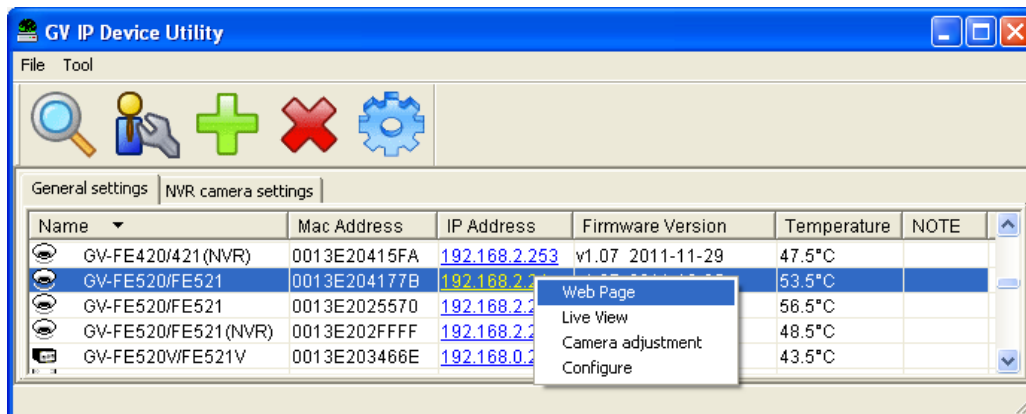 GV IP Device Utility
File Tool
General settings NVR camera settings
Name Mac Address IP Address Firmware Version Temperature NOTE
GV-FE420/421(NVR) 0013E20415FA 192.168.2.253 v1.07 2011-11-29 47.5°C
GV-FE520/FE521 0013E204177B 53.5°C
Web Page
GV-FE520/FE521 0013E2025570 56.5°C
Live View
GV-FE520/FE521(NVR) 0013E202FFFF 48.5°C
Camera adjustment
GV-FE520V/FE521V 0013E203466E 43.5°C
Configure